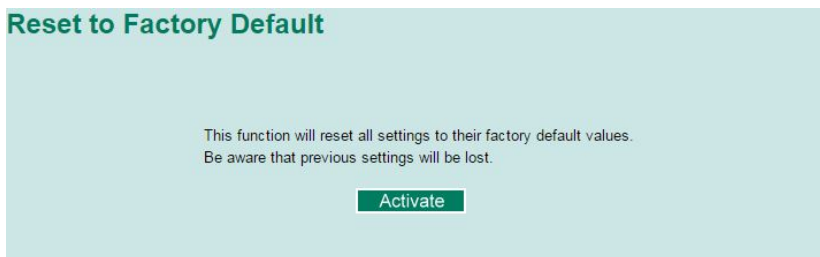 Reset to Factory Default
This function will reset all settings to their factory default values.
Be aware that previous settings will be lost.
Activate